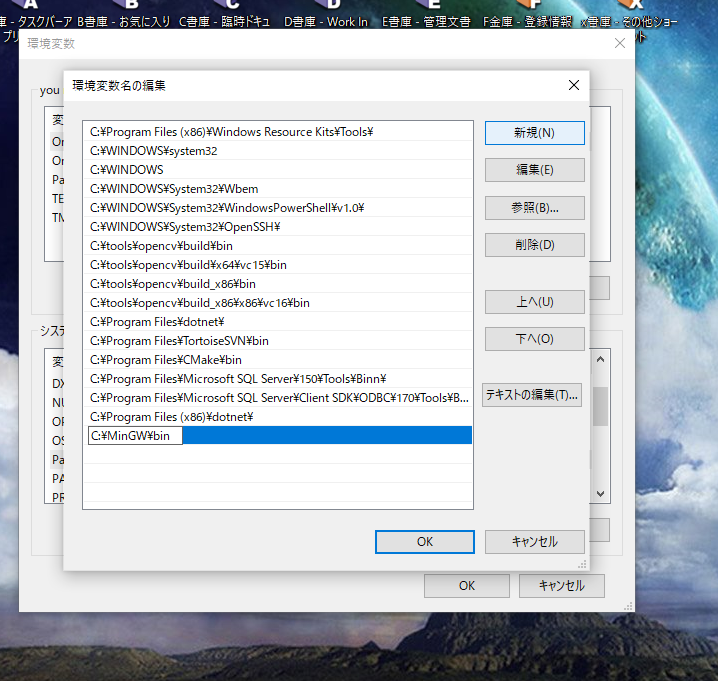 A B C D E F X
庫 - タスクバーア B書庫 - お気に入り C書庫 - 臨時ドキュ D書庫 - Work In E書庫 - 管理文書 F金庫 - 登録情報 x書庫 - その他ショー
プリ
ット
環境変数
you
環境変数名の編集
変
On
On
Pa
TE
TM
C:¥Program Files (x86)¥Windows Resource Kits¥Tools¥
C:¥WINDOWS¥system32
C:¥WINDOWS
C:¥WINDOWS¥System32¥Wbem
C:¥WINDOWS¥System32¥WindowsPowerShell¥v1.0¥
C:¥WINDOWS¥System32¥OpenSSH¥
C:¥tools¥opencv¥build¥bin
C:¥tools¥opencv¥build¥x64¥vc15¥bin
C:¥tools¥opencv¥build_x86¥bin
C:¥tools¥opencv¥build_x86¥x86¥vc16¥bin
C:¥Program Files¥dotnet¥
C:¥Program Files¥TortoiseSVN¥bin
C:¥Program Files¥CMake¥bin
C:¥Program Files¥Microsoft SQL Server¥150¥Tools¥Binn¥
C:¥Program Files¥Microsoft SQL Server¥Client SDK¥ODBC¥170¥Tools¥B...
C:¥Program Files (x86)¥dotnet¥
C:¥MinGW¥bin
新規(N)
編集(E)
参照(B)...
削除(D)
上へ(U)
下へ(O)
テキストの編集(T)...
システ
変
DX
NU
OP
OS
Pa
PA
PR
OK
キャンセル
OK
キャンセル